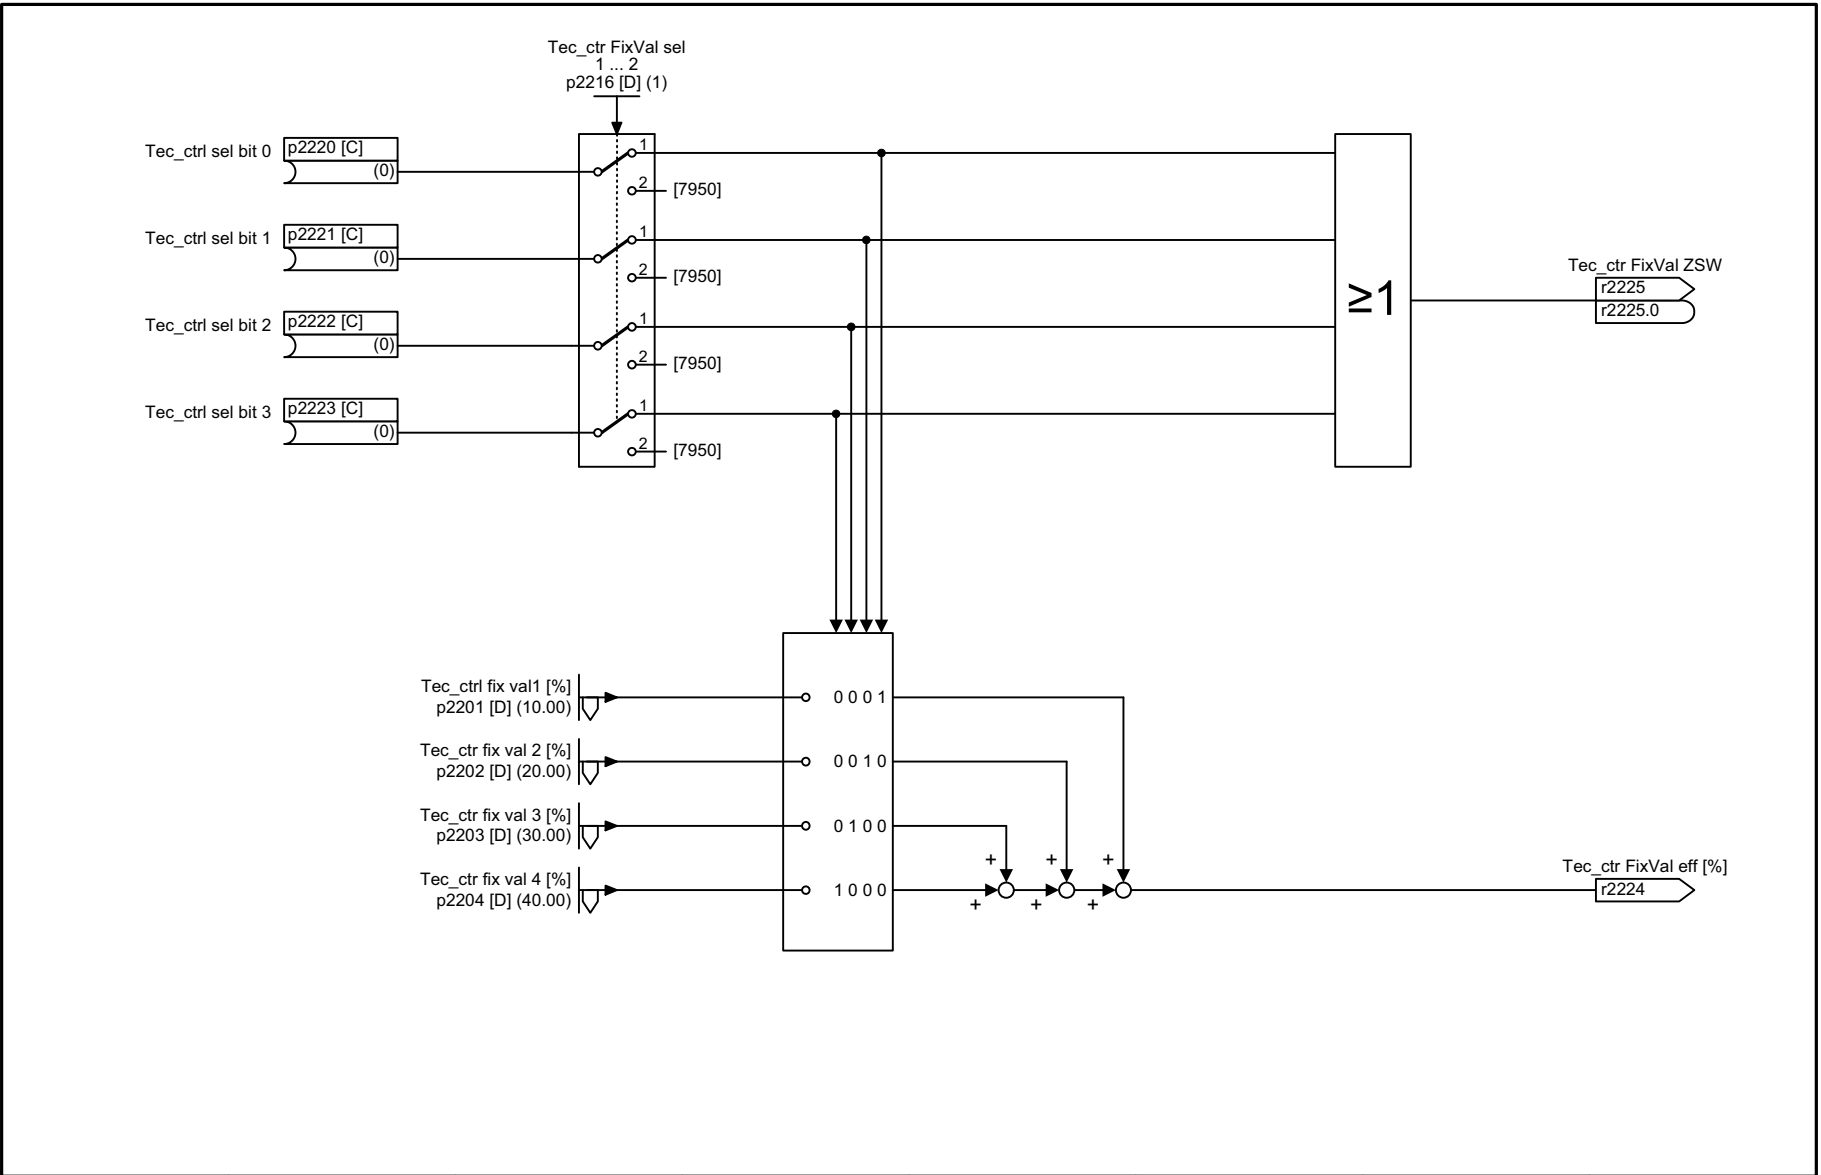 Tec_ctr FixVal sel
1 ... 2
p2216 [D] (1)
Tec_ctrl sel bit 0
p2220 [C]
(0)
1
2
[7950]
Tec_ctrl sel bit 1
p2221 [C]
(0)
1
2
[7950]
Tec_ctrl sel bit 2
p2222 [C]
(0)
1
2
[7950]
Tec_ctrl sel bit 3
p2223 [C]
(0)
1
2
[7950]
≥1
Tec_ctr FixVal ZSW
r2225
r2225.0
Tec_ctrl fix val1 [%]
p2201 [D] (10.00)
0 0 0 1
Tec_ctr fix val 2 [%]
p2202 [D] (20.00)
0 0 1 0
Tec_ctr fix val 3 [%]
p2203 [D] (30.00)
0 1 0 0
Tec_ctr fix val 4 [%]
p2204 [D] (40.00)
1 0 0 0
+
+
+
+
+
+
Tec_ctr FixVal eff [%]
r2224